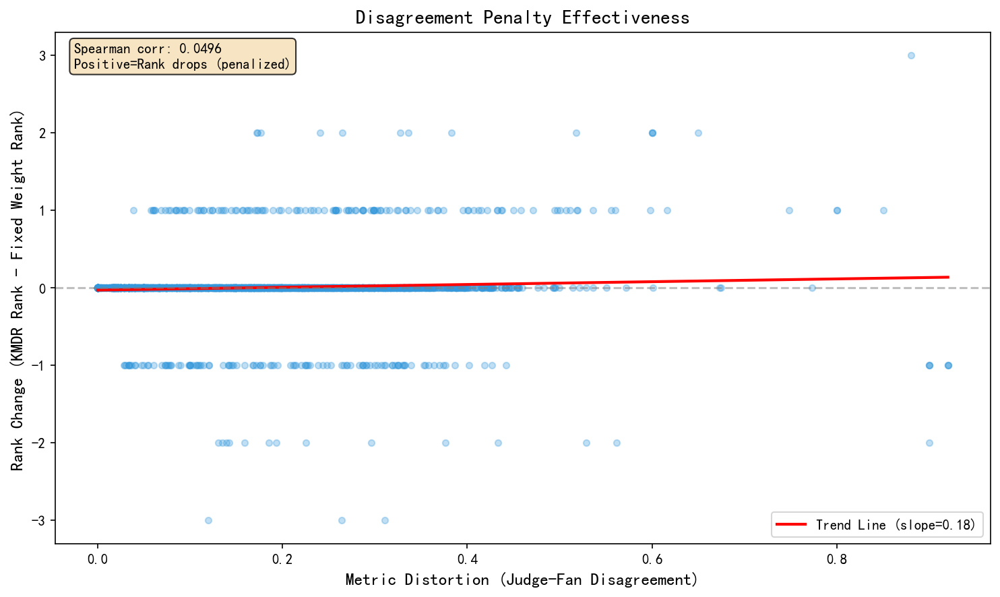 Disagreement Penalty Effectiveness
Spearman corr: 0.0496
Positive=Rank drops (penalized)
Rank Change (KMDR Rank - Fixed Weight Rank)
3
2
1
0
−1
−2
−3
Trend Line (slope=0.18)
0.0
0.2
0.4
0.6
0.8
Metric Distortion (Judge-Fan Disagreement)